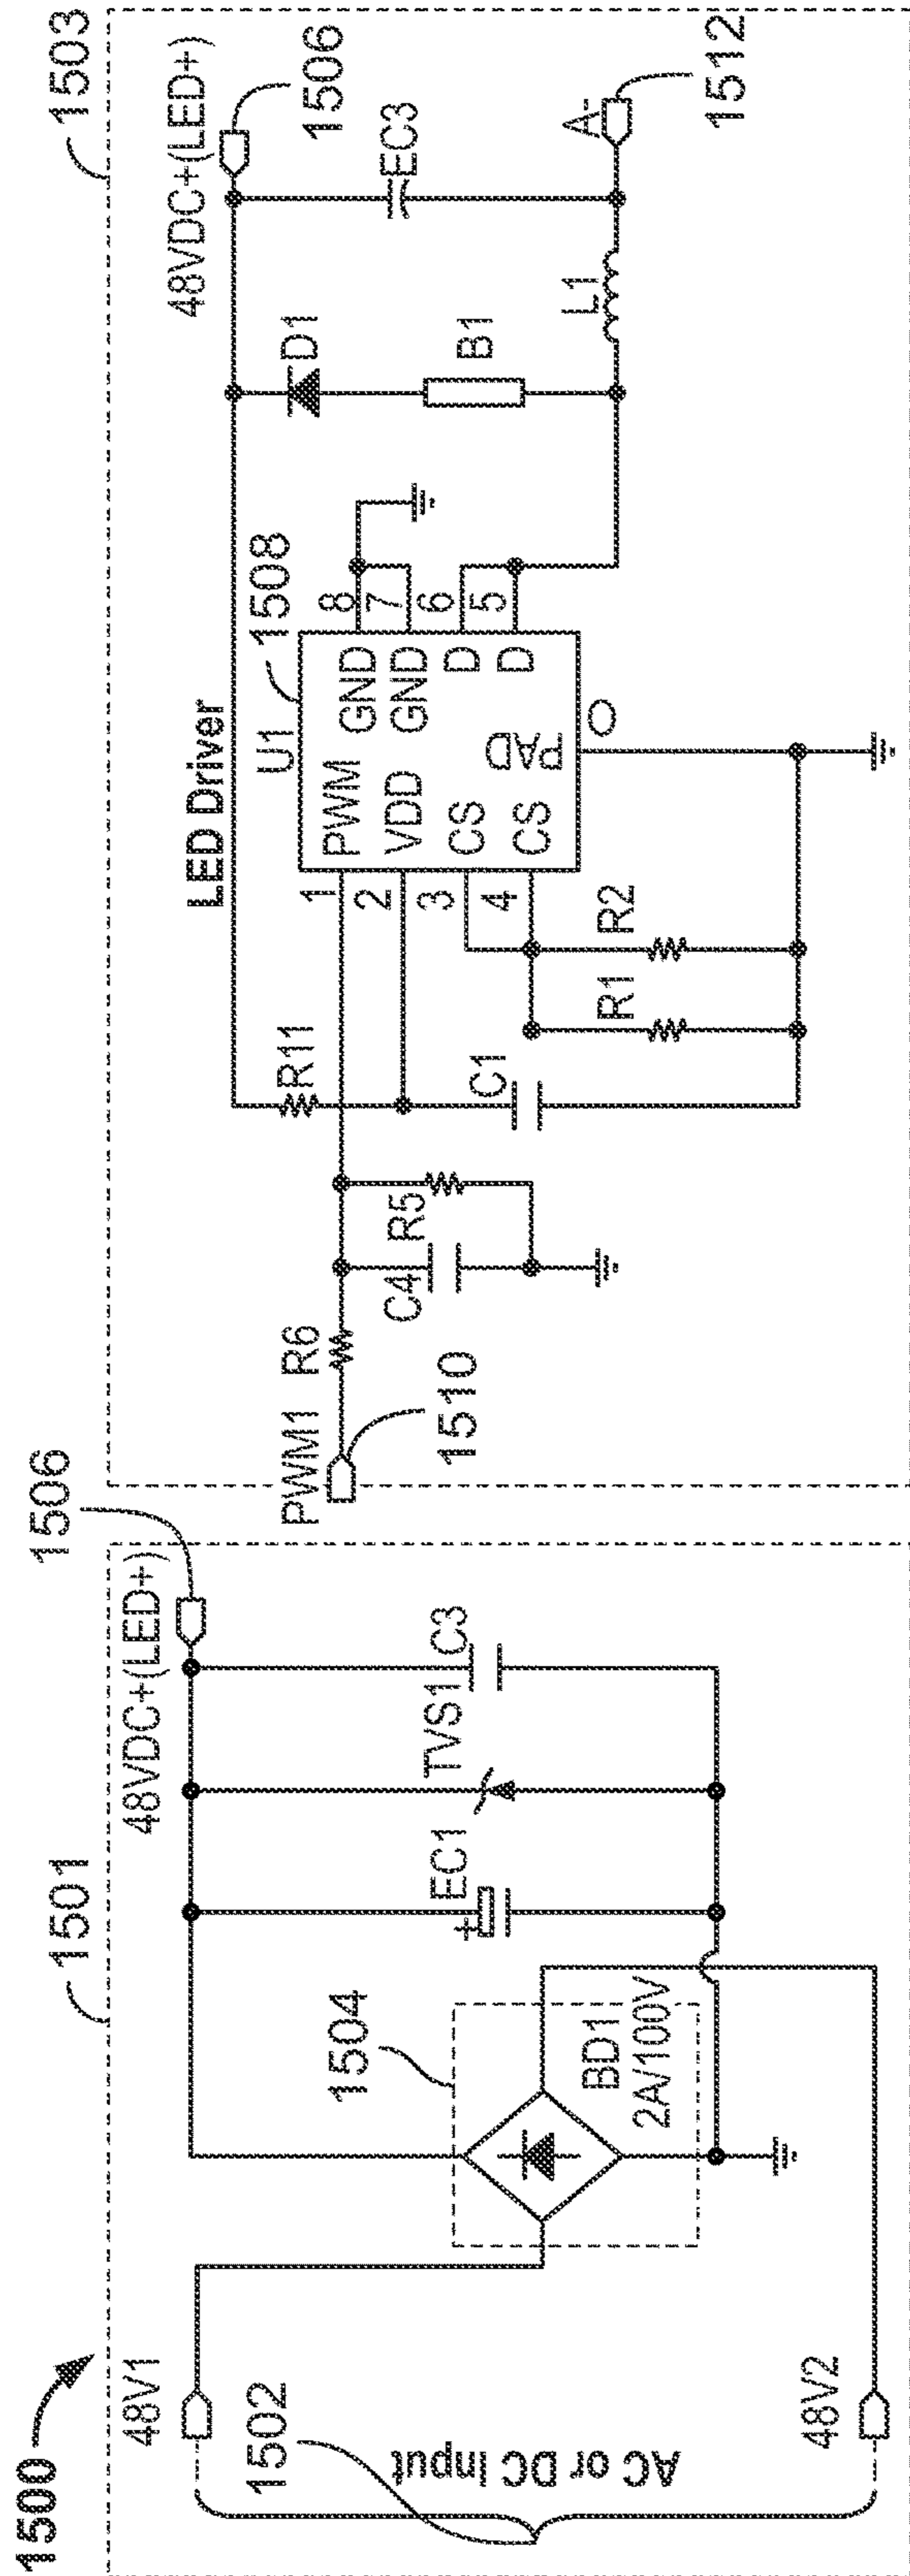 1500
1501
1506
1503
48V1
1502
AC or DC input
48V2
1504
BD1
2A/100V
EC1
TVS1
C3
48VDC+(LED+)
PWM1
1510
R6
C4
R5
R11
C1
R1
R2
LED Driver
U1
1508
1
2
3
4
PWM
VDD
CS
CS
GND
GND
D
D
PAD
8
7
6
5
O
48VDC+(LED+)
1506
D1
B1
L1
EC3
A-
1512